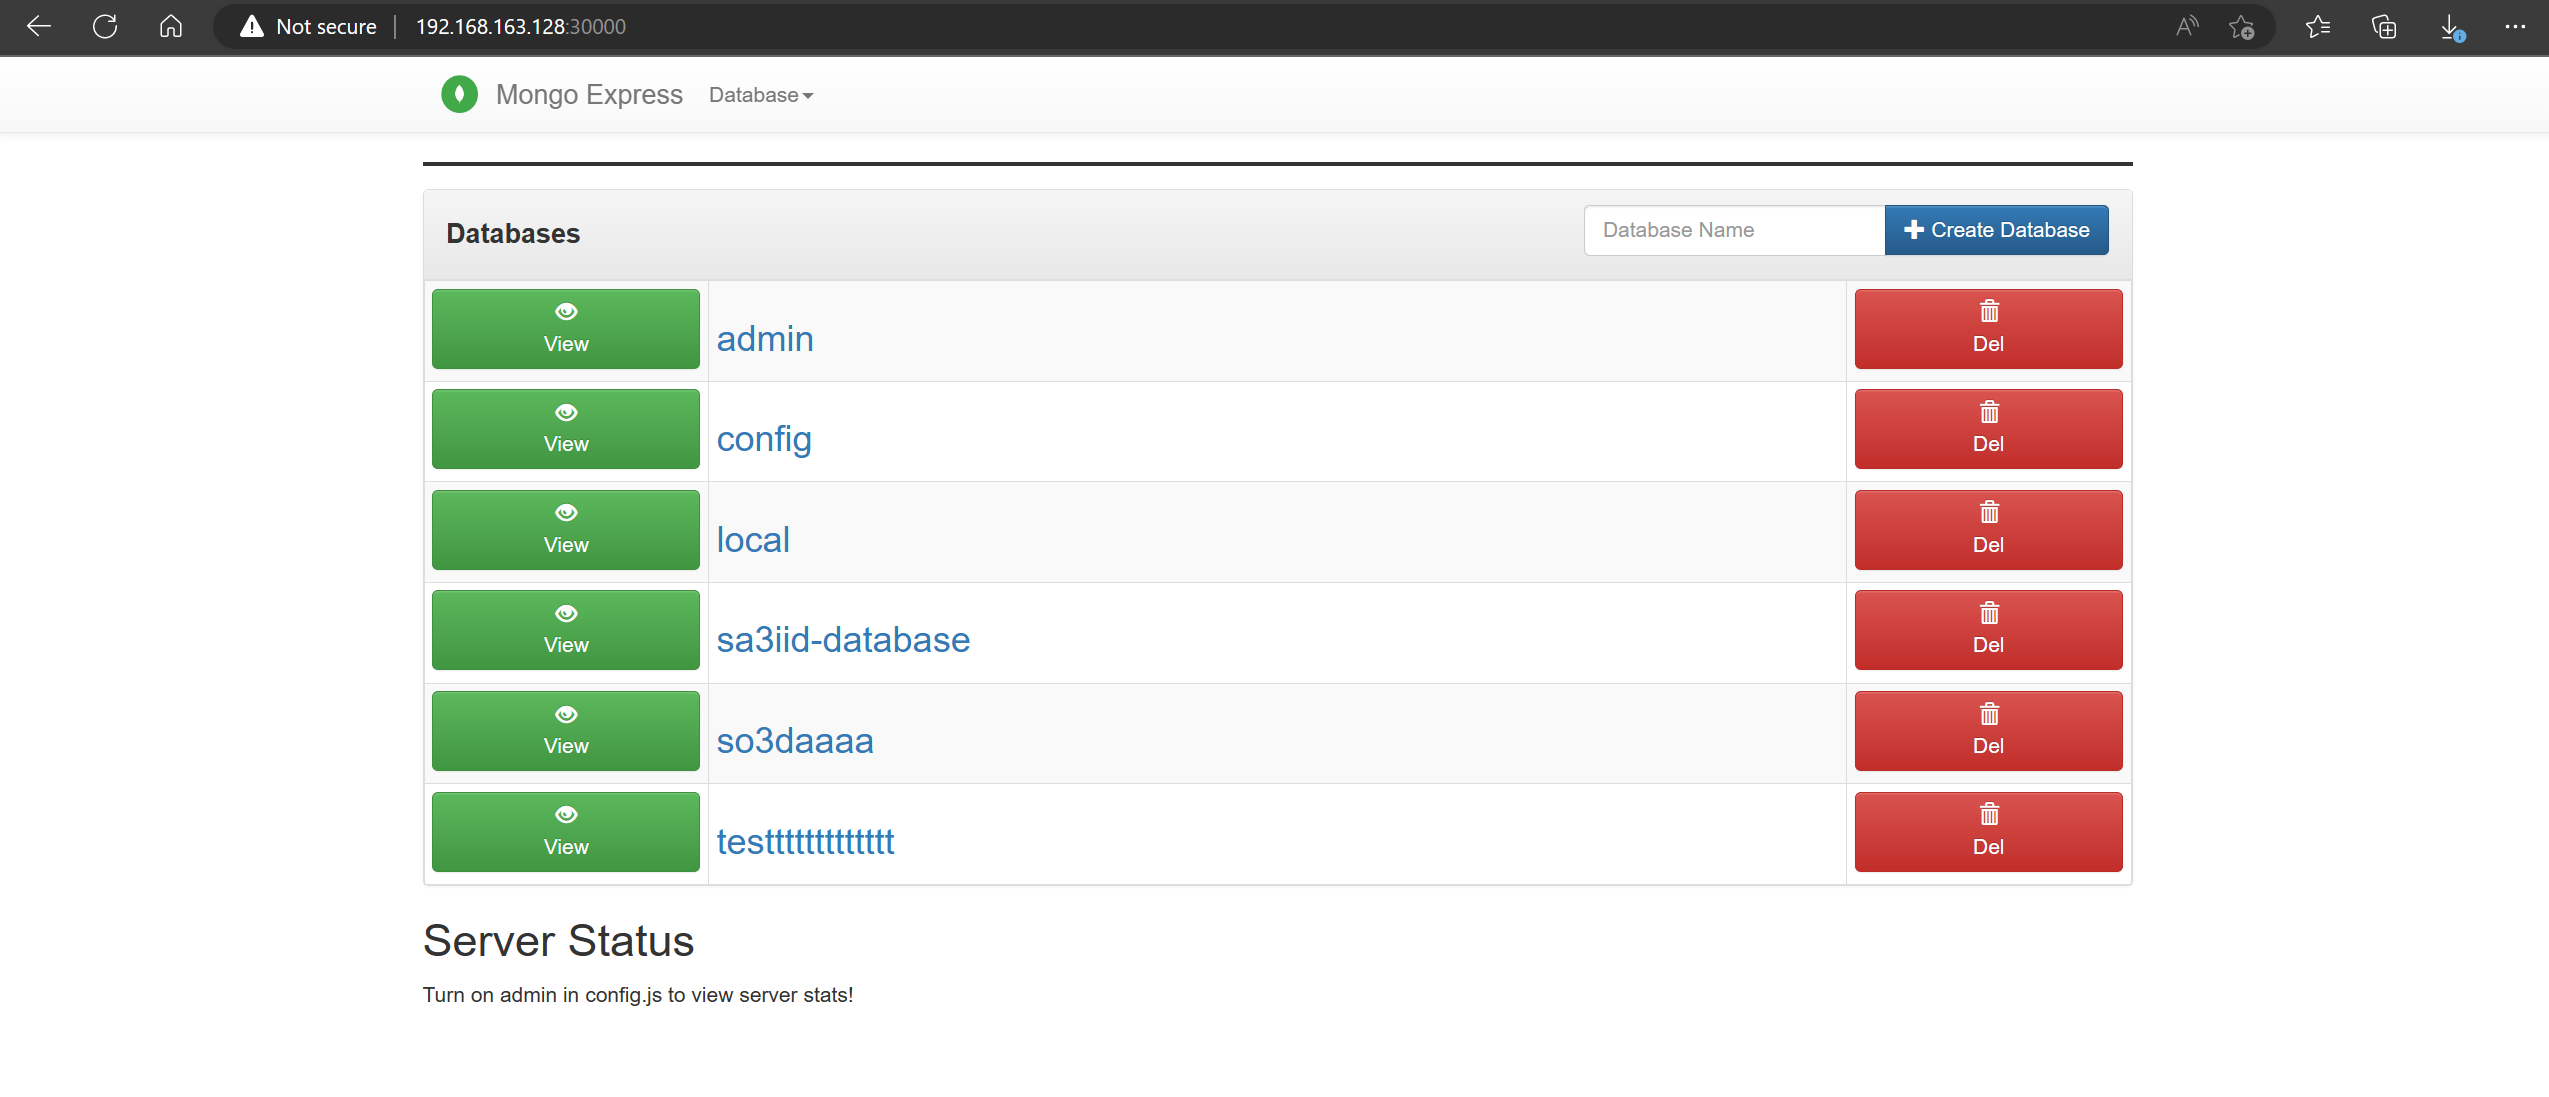 Not secure | 192.168.163.128:30000
Mongo Express Database
Databases Database Name Create Database
View admin Del
View config Del
View local Del
View sa3iid-database Del
View so3daaaa Del
View testtttttttttttt Del
Server Status
Turn on admin in config.js to view server stats!